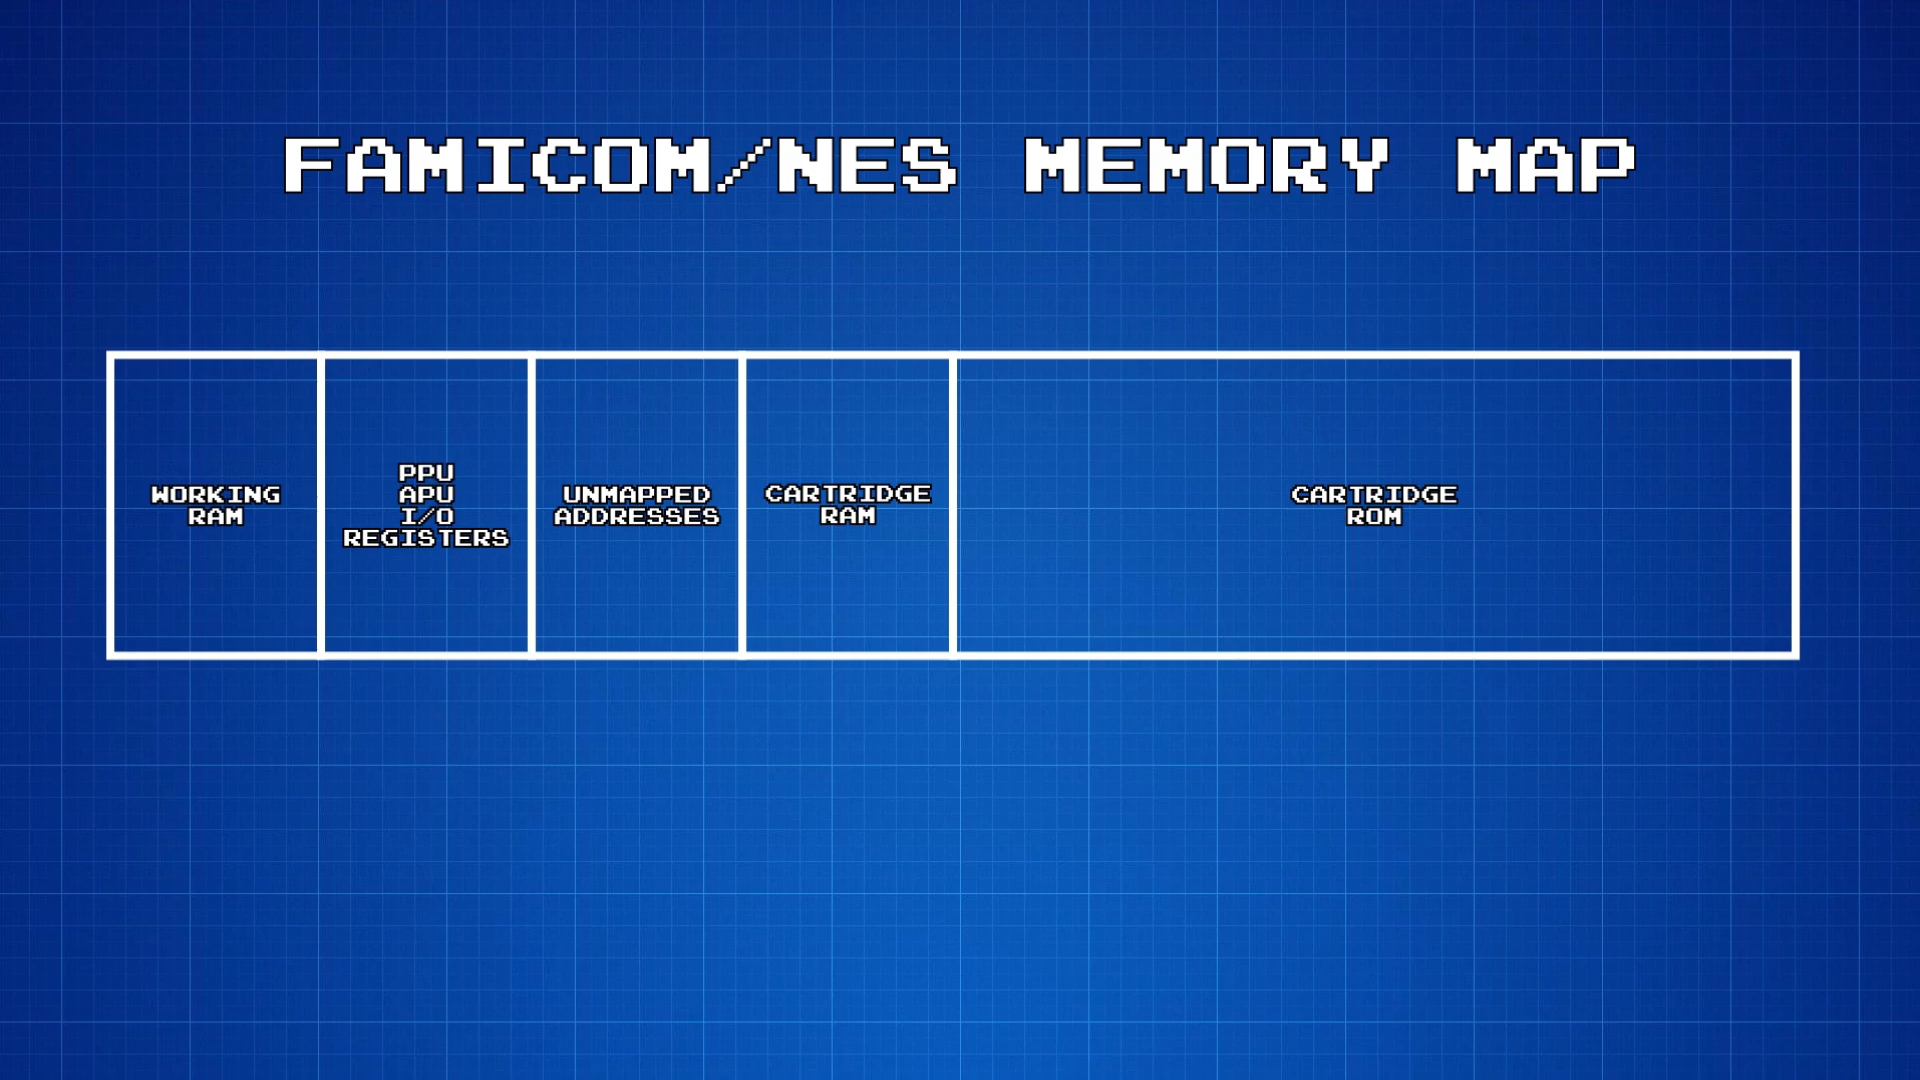 FAMICOM/NES MEMORY MAP
WORKING
RAM
PPU
APU
I/O
REGISTERS
UNMAPPED
ADDRESSES
CARTRIDGE
RAM
CARTRIDGE
ROM